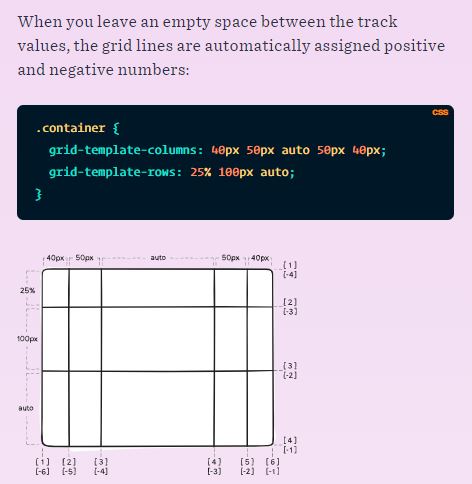 When you leave an empty space between the track
values, the grid lines are automatically assigned positive
and negative numbers:
CSS
.container {
grid-template-columns: 40px 50px auto 50px 40px;
grid-template-rows: 25% 100px auto;
}
40px 50px auto 50px 40px
[1]
[-4]
25%
[2]
[-3]
100px
[3]
[-2]
auto
[4]
[-1]
[1] [2] [3] [4] [5] [6]
[-6] [-5] [-4] [-3] [-2] [-1]